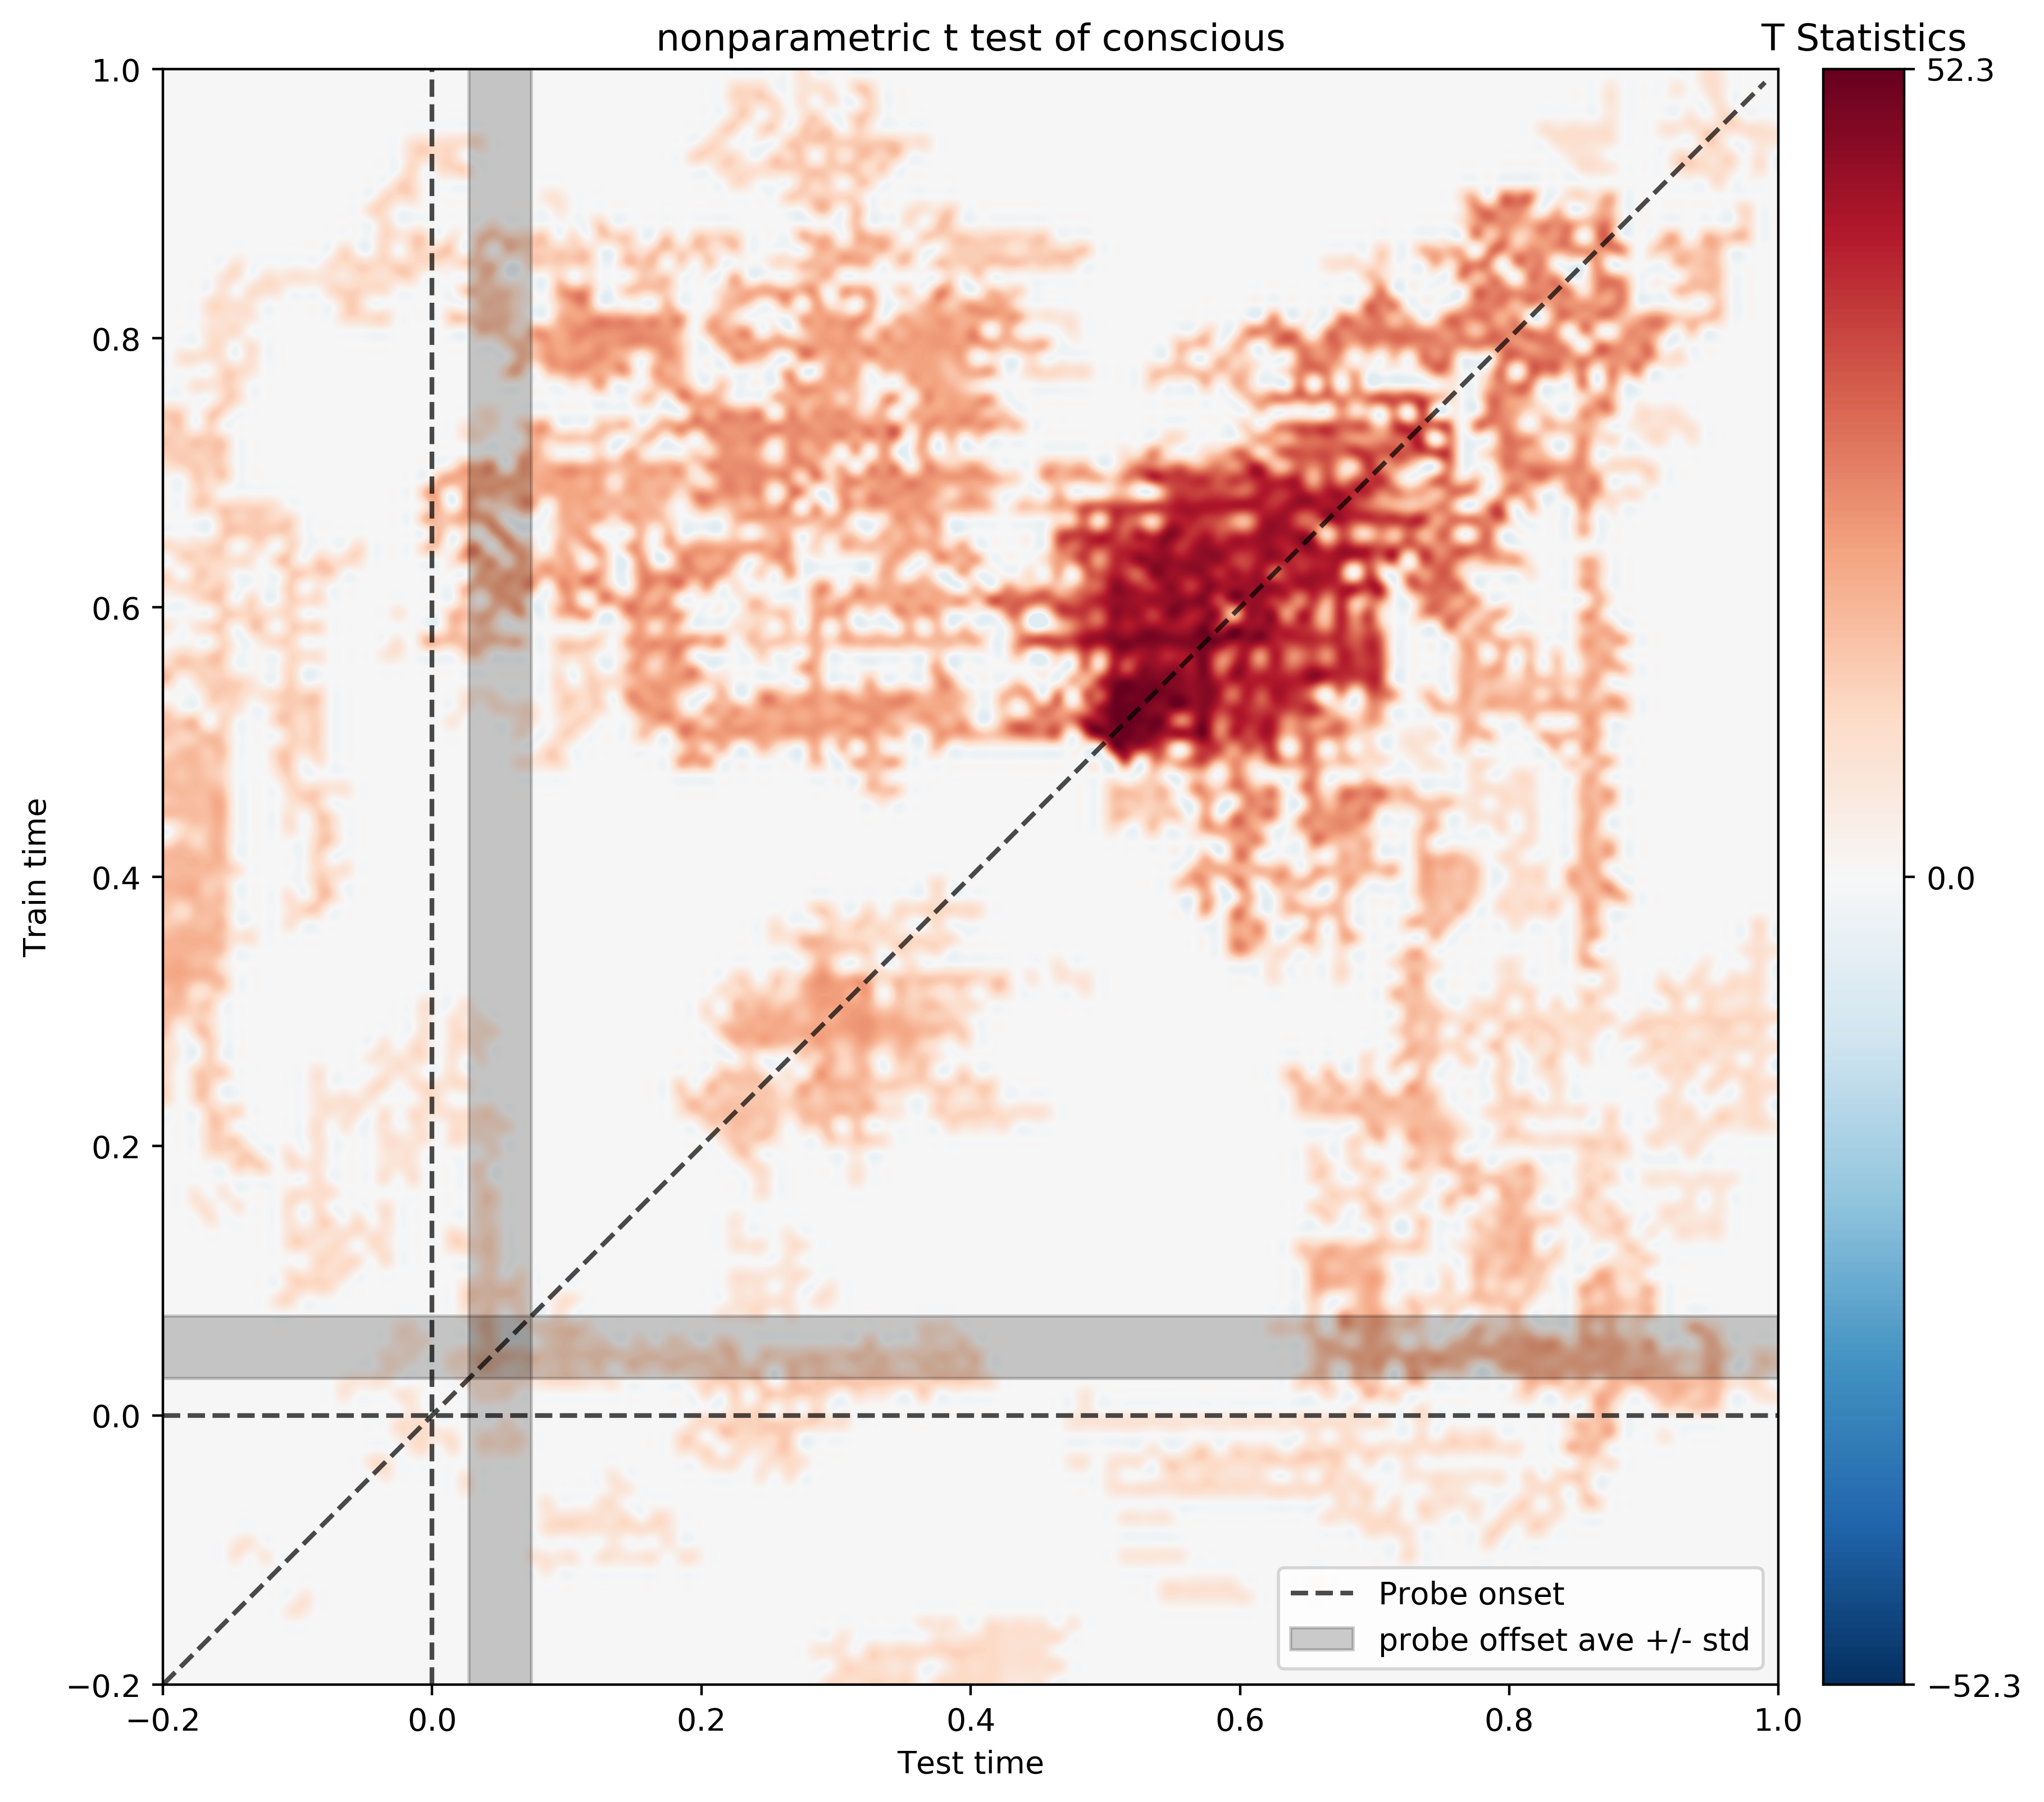 nonparametric t test of conscious
T Statistics
52.3
0.0
−52.3
1.0
0.8
0.6
0.4
0.2
0.0
−0.2
Train time
−0.2
0.0
0.2
0.4
0.6
0.8
1.0
Test time
Probe onset
probe offset ave +/- std